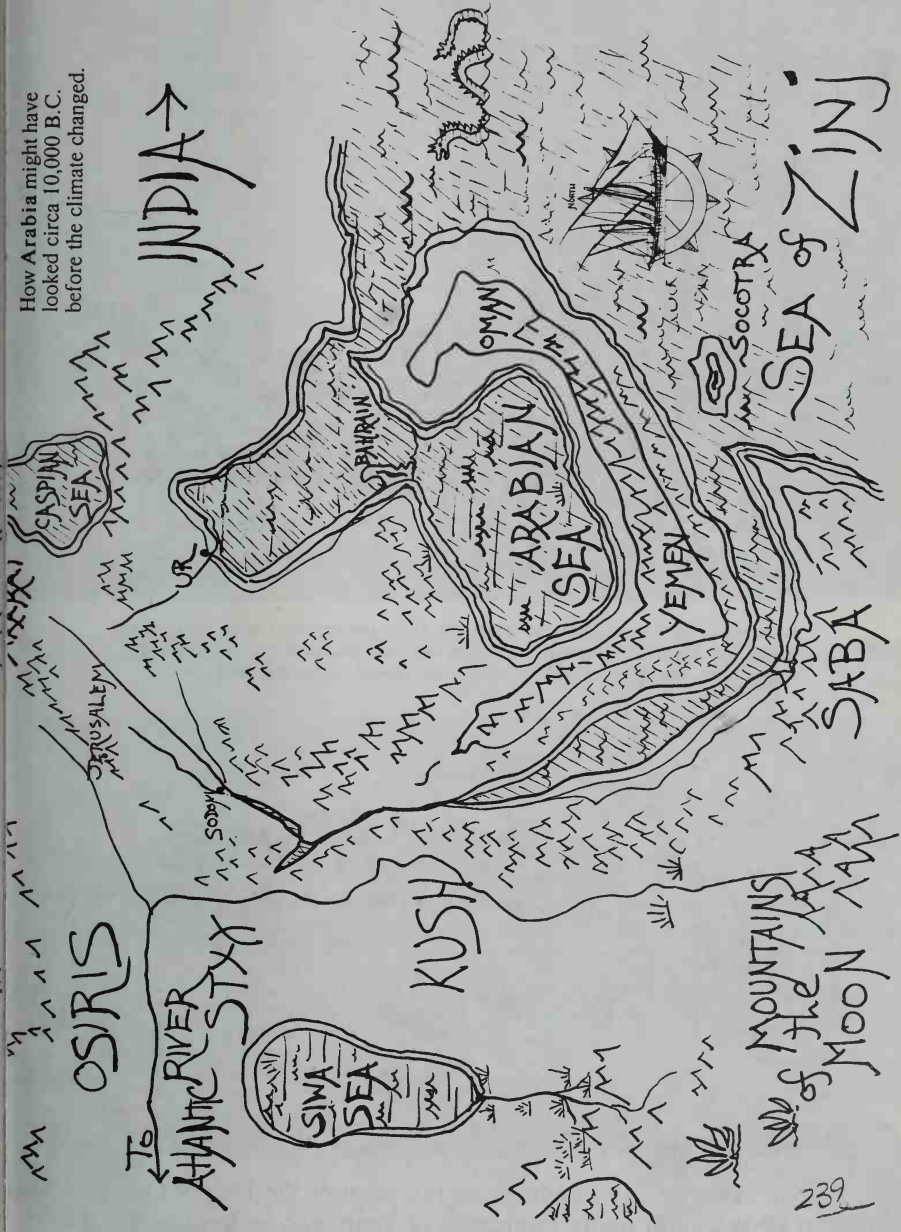 How Arabia might have
looked circa 10,000 B.C.
before the climate changed.
INDIA →
CASPIAN
SEA
UR
JERUSALEM
SODOM
OSIRIS
TO
ATLANTIC
RIVER
STYX
BAHRAIN
OMAN
NORTH
ARABIAN
SEA
YEMEN
SOCOTRA
SEA of ZINJ
KUSH
SIWA
SEA
SABA
MOUNTAINS
of the
MOON
239